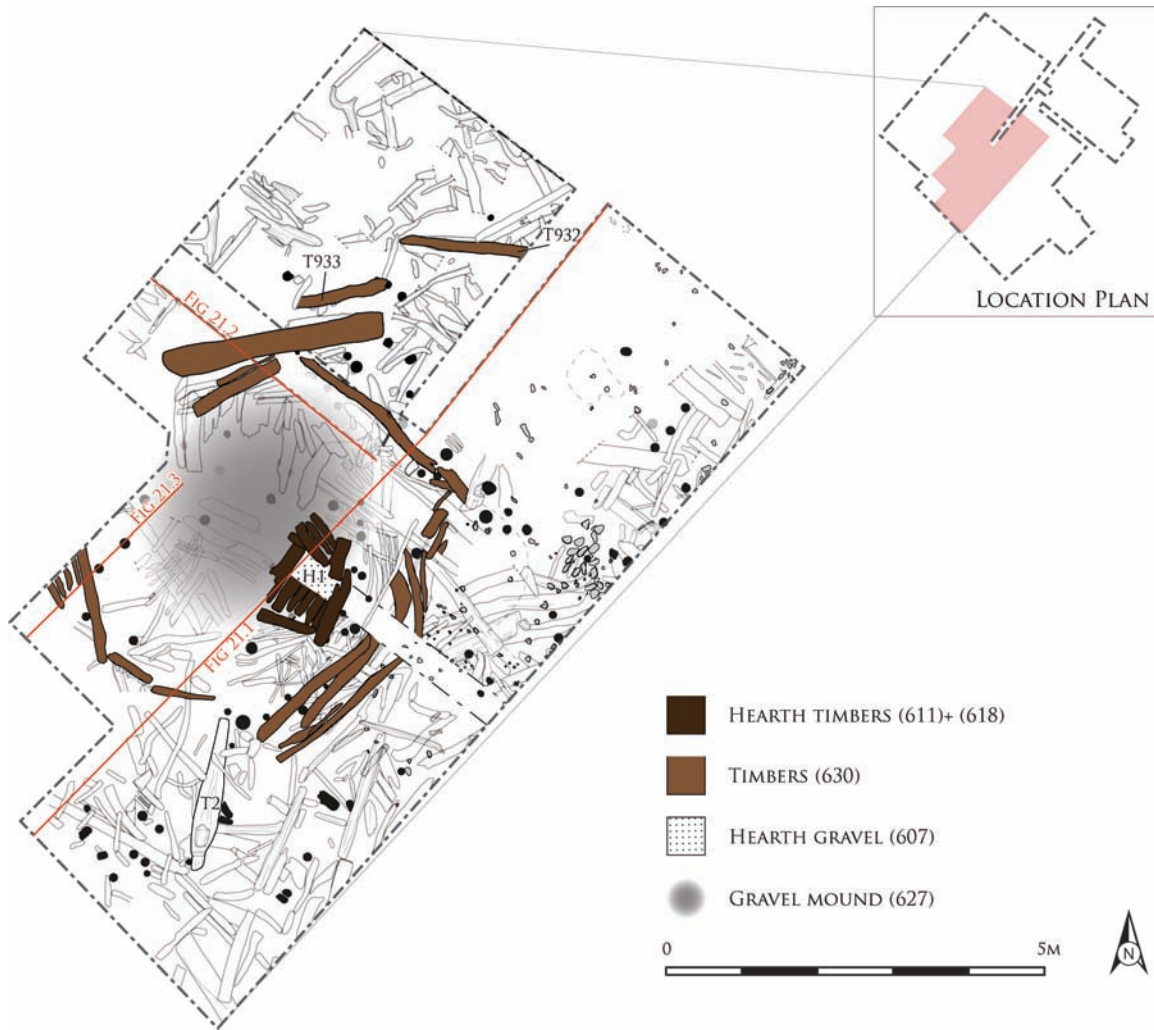 LOCATION PLAN
T932
T933
FIG 21.2
FIG 21.3
H1
FIG 21.1
T2
HEARTH TIMBERS (611)+ (618)
TIMBERS (630)
HEARTH GRAVEL (607)
GRAVEL MOUND (627)
0 5M
N